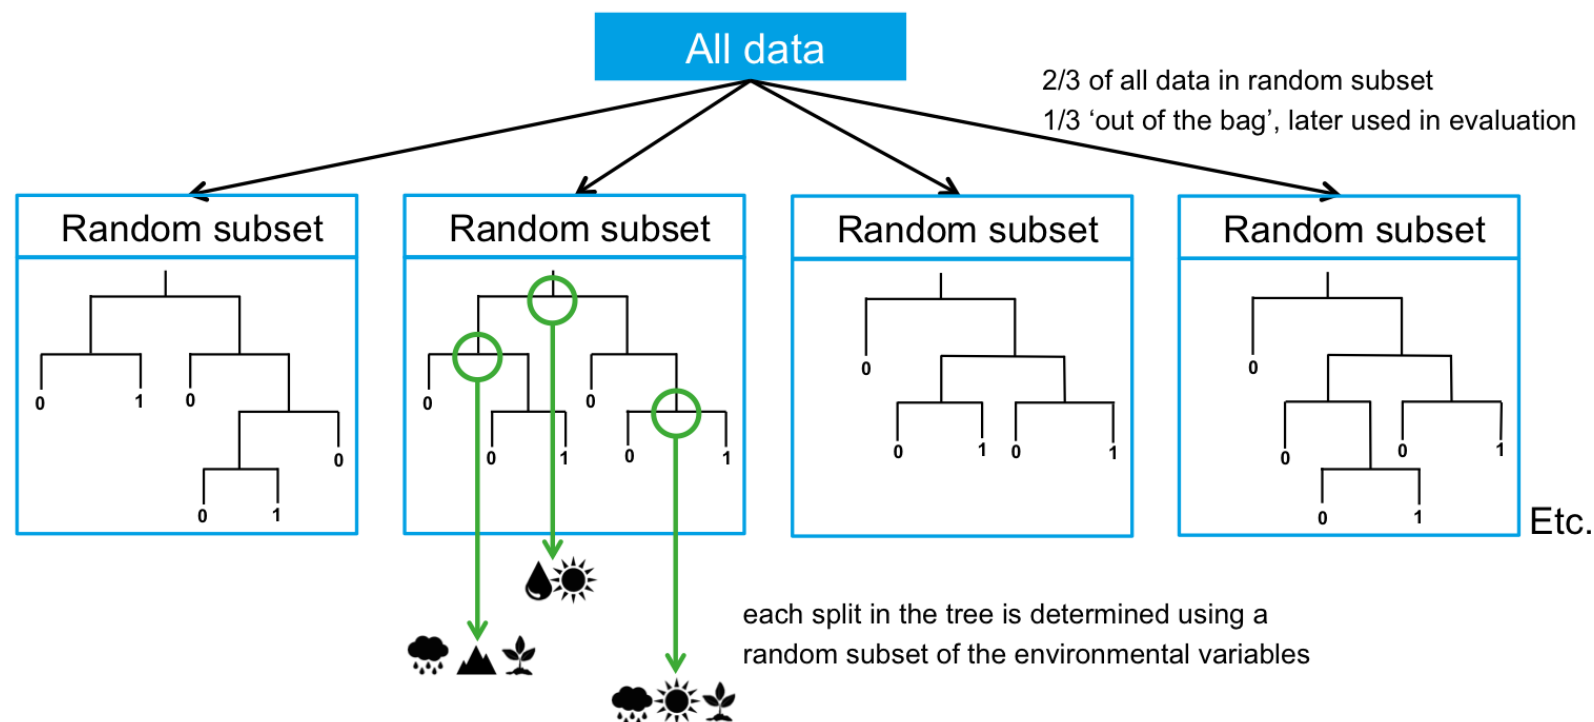 All data
2/3 of all data in random subset
1/3 ‘out of the bag’, later used in evaluation
Random subset
Random subset
Random subset
Random subset
0 1 0 0 0 1
0 0 1 0 0 1
0 0 1 0 1
0 0 0 1 0 1
Etc.
each split in the tree is determined using a
random subset of the environmental variables